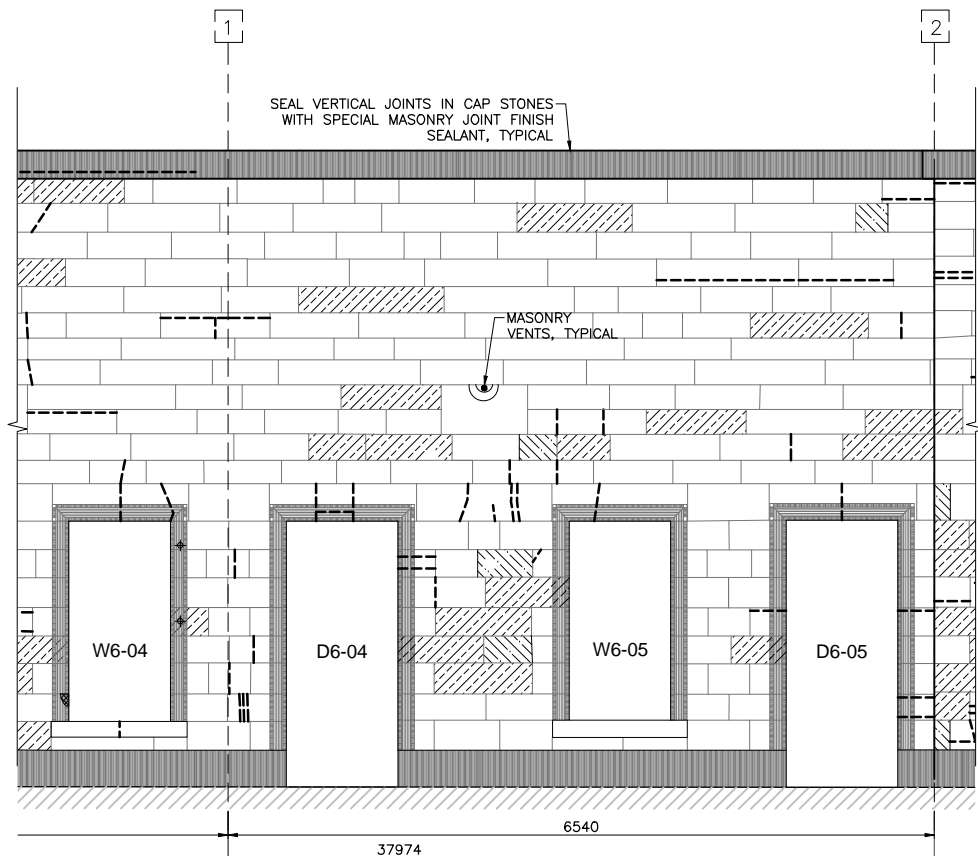 1
2
SEAL VERTICAL JOINTS IN CAP STONES
WITH SPECIAL MASONRY JOINT FINISH
SEALANT, TYPICAL
MASONRY
VENTS, TYPICAL
W6-04
D6-04
W6-05
D6-05
6540
37974